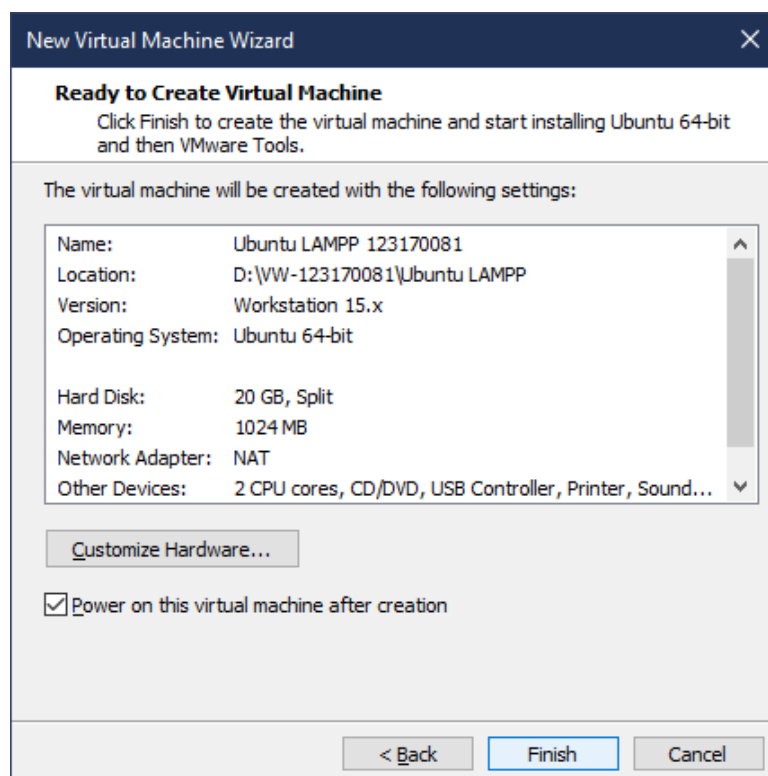 New Virtual Machine Wizard
Ready to Create Virtual Machine
Click Finish to create the virtual machine and start installing Ubuntu 64-bit
and then VMware Tools.
The virtual machine will be created with the following settings:
Name: Ubuntu LAMPP 123170081
Location: D:\VW-123170081\Ubuntu LAMPP
Version: Workstation 15.x
Operating System: Ubuntu 64-bit
Hard Disk: 20 GB, Split
Memory: 1024 MB
Network Adapter: NAT
Other Devices: 2 CPU cores, CD/DVD, USB Controller, Printer, Sound...
Customize Hardware...
Power on this virtual machine after creation
< Back Finish Cancel